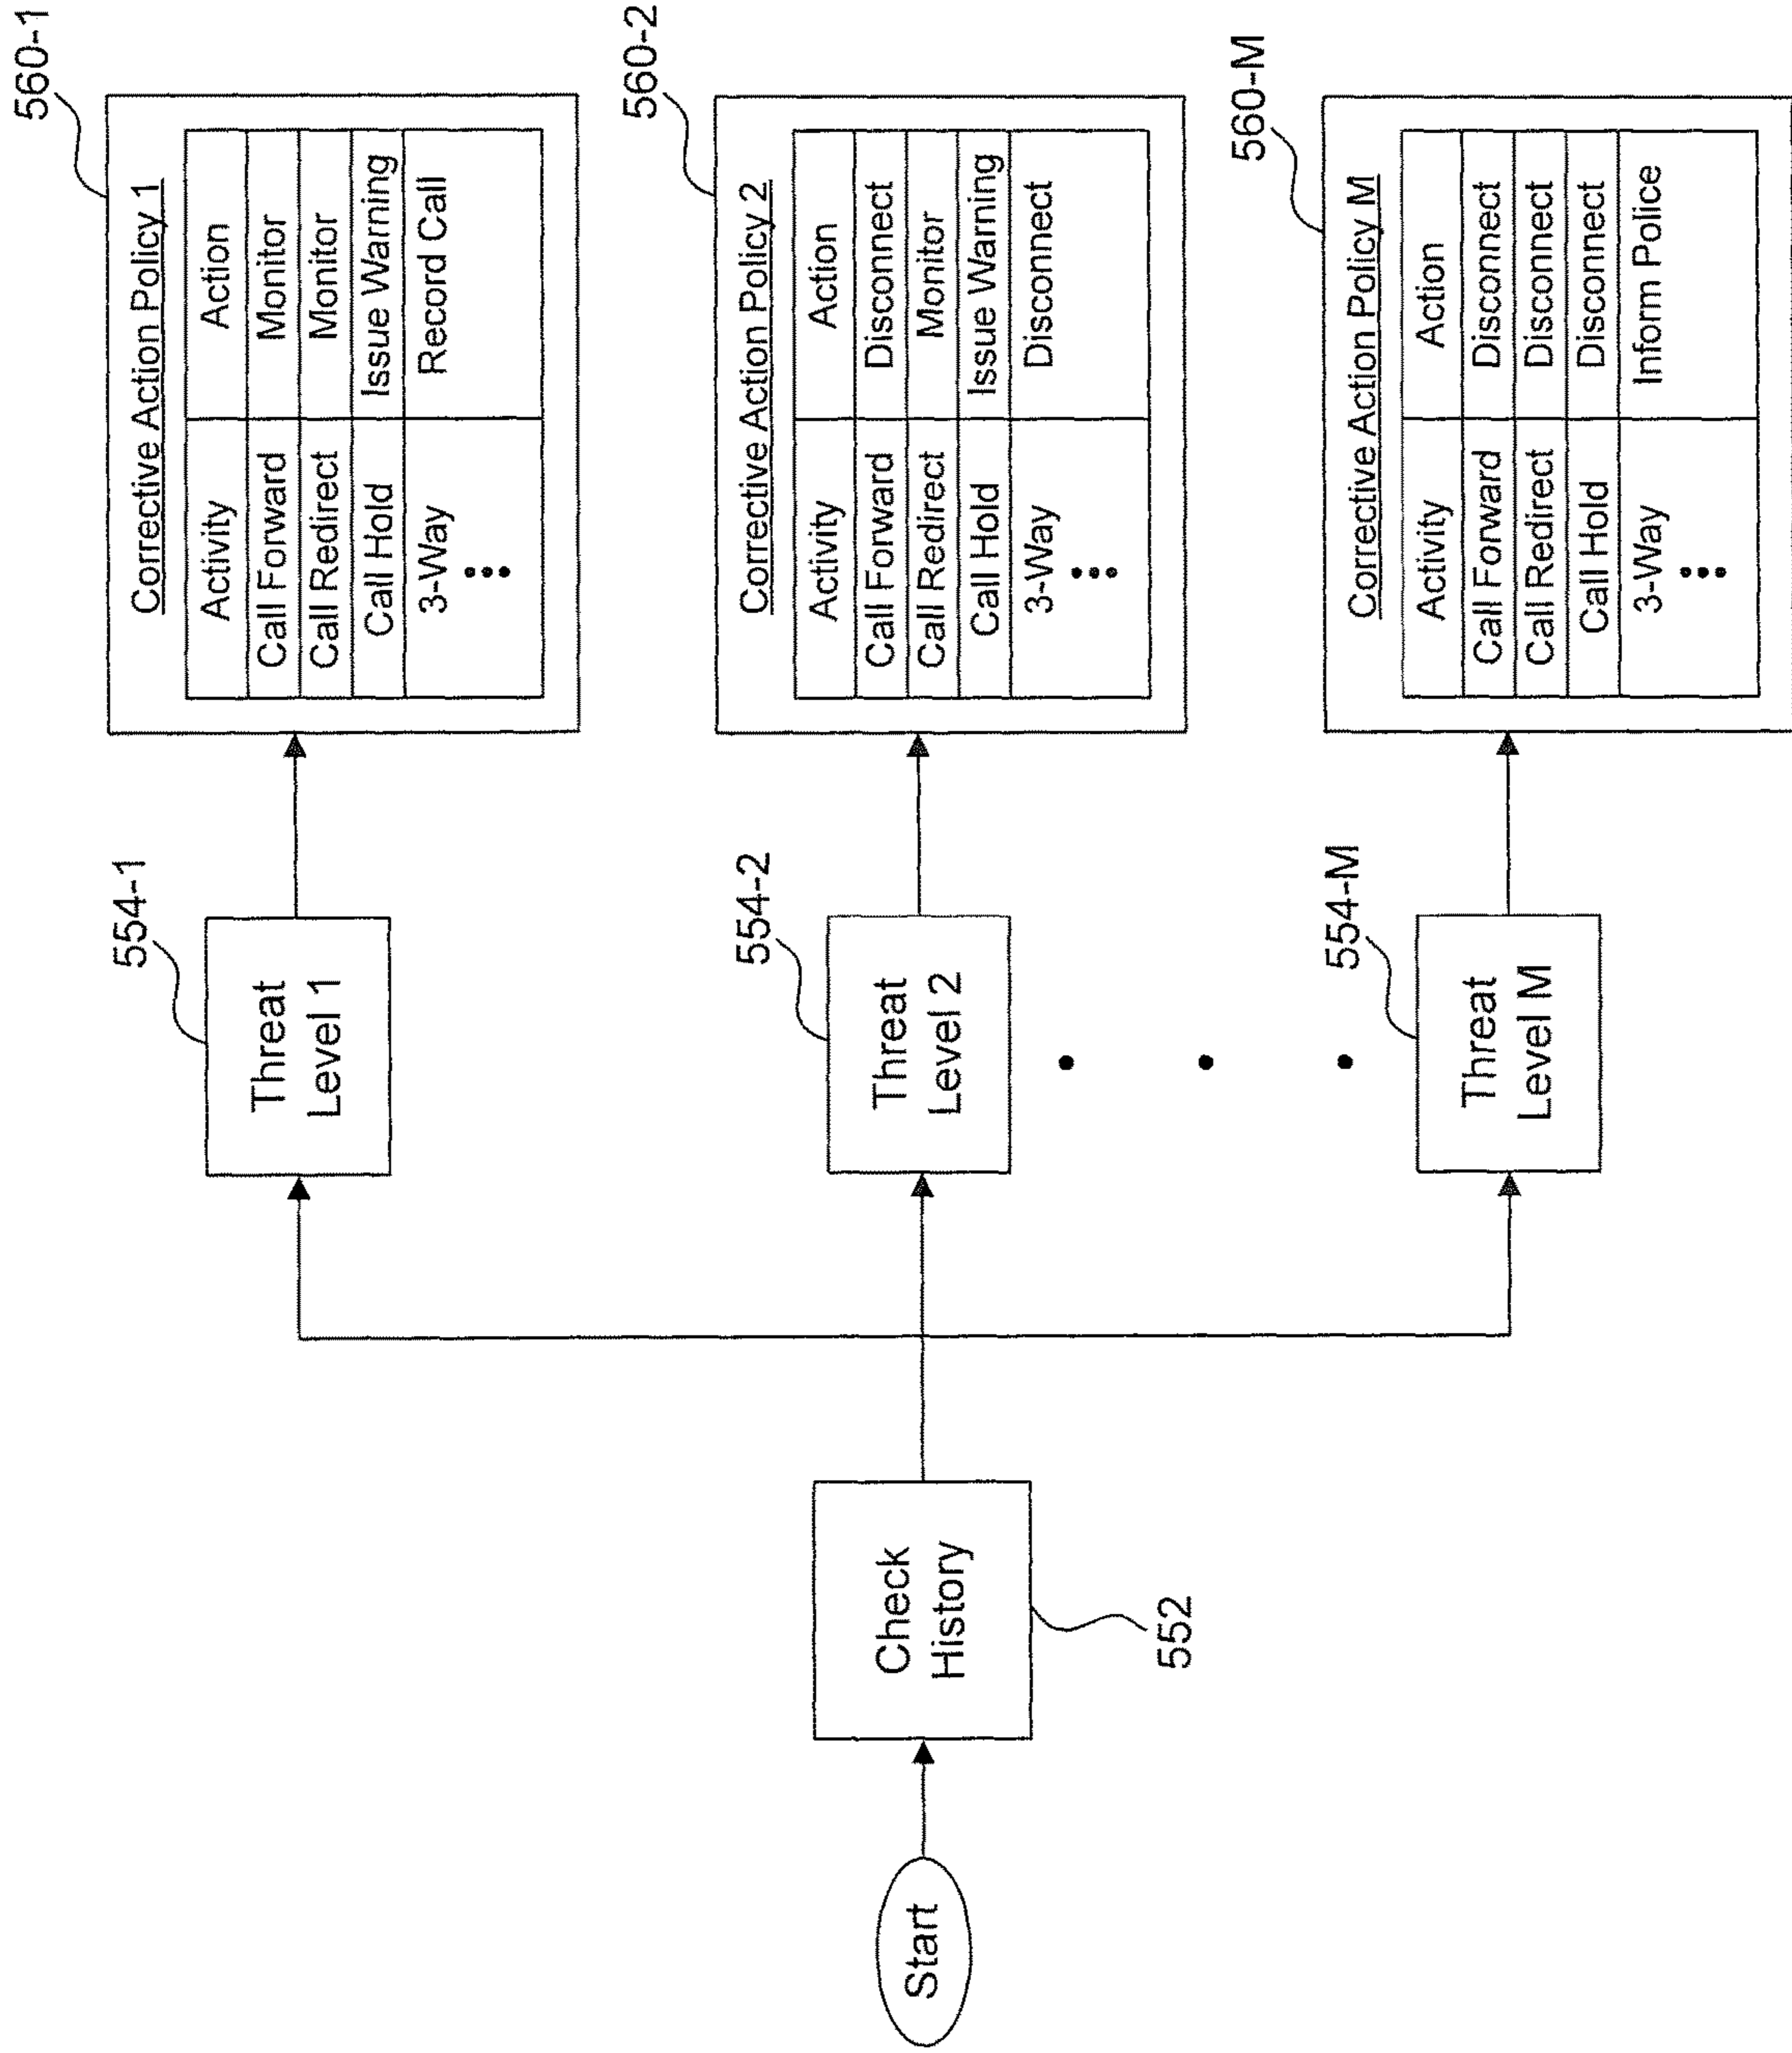 Start
Check
History
552
Threat
Level 1
554-1
Threat
Level 2
554-2
Threat
Level M
554-M
560-1
Corrective Action Policy 1
Activity Action
Call Forward Monitor
Call Redirect Monitor
Call Hold Issue Warning
3-Way Record Call
560-2
Corrective Action Policy 2
Activity Action
Call Forward Disconnect
Call Redirect Monitor
Call Hold Issue Warning
3-Way Disconnect
560-M
Corrective Action Policy M
Activity Action
Call Forward Disconnect
Call Redirect Disconnect
Call Hold Disconnect
3-Way Inform Police